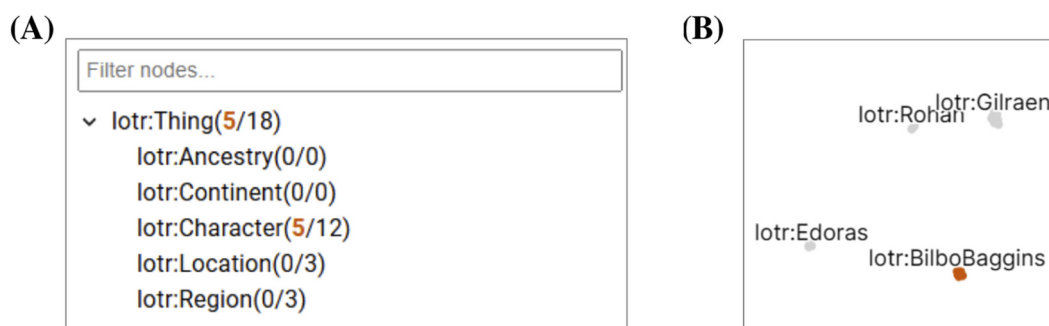 (A)
Filter nodes...
lotr:Thing(5/18)
lotr:Ancestry(0/0)
lotr:Continent(0/0)
lotr:Character(5/12)
lotr:Location(0/3)
lotr:Region(0/3)
(B)
lotr:Gilraen
lotr:Rohan
lotr:Edoras
lotr:BilboBaggins